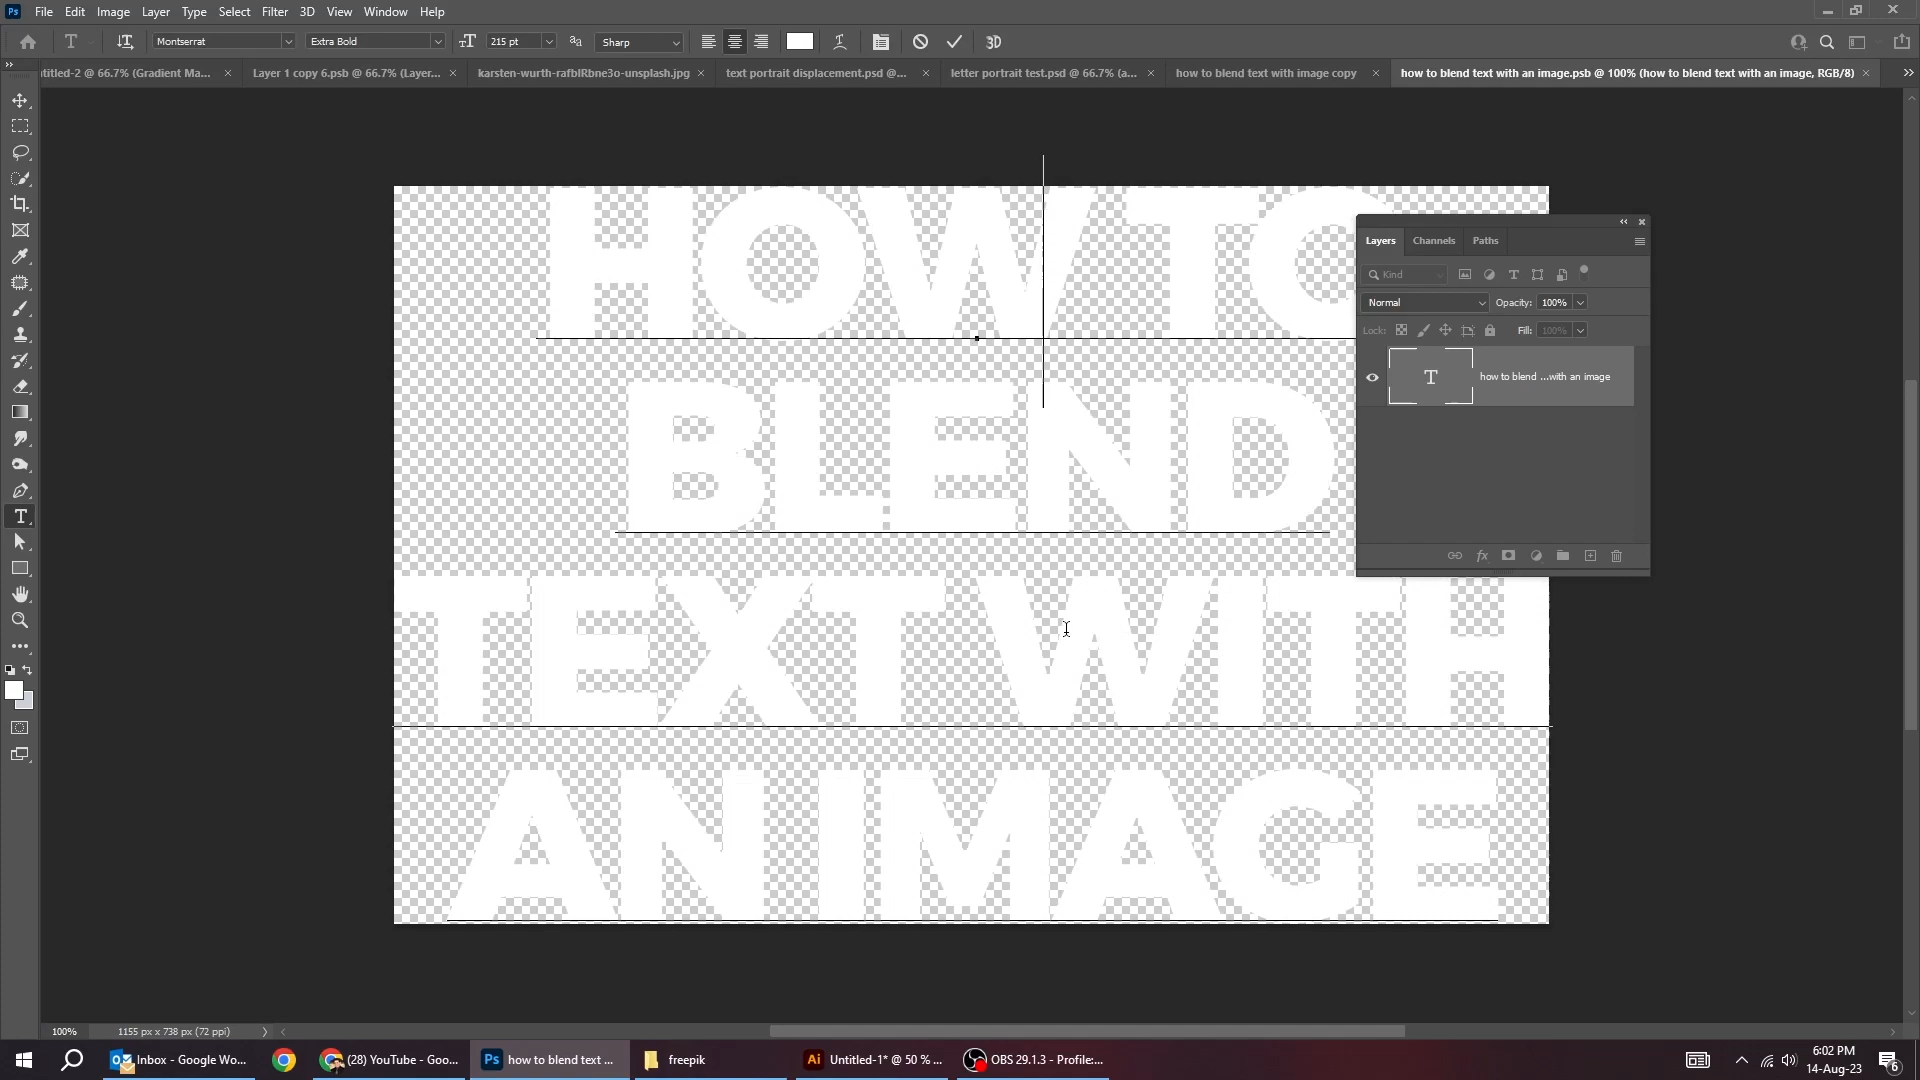 Ps File Edit Image Layer Type Select Filter 3D View Window Help
T Montserrat Extra Bold 215 pt Sharp 3D
titled-2 @ 66.7% (Gradient Ma... Layer 1 copy 6.psb @ 66.7% (Layer... karsten-wurth-rafblRbne3o-unsplash.jpg text portrait displacement.psd @... letter portrait test.psd @ 66.7% (a... how to blend text with image copy how to blend text with an image.psb @ 100% (how to blend text with an image, RGB/8)
HOW TO
BLEND
TEXT WITH
AN IMAGE
Layers Channels Paths
Kind
Normal Opacity: 100%
Lock: Fill: 100%
T how to blend ...with an image
fx
100% 1155 px x 738 px (72 ppi)
Inbox - Google Wo... (28) YouTube - Goo... Ps how to blend text ... freepik Ai Untitled-1* @ 50 % ... OBS 29.1.3 - Profile:...
6:02 PM
14-Aug-23
6